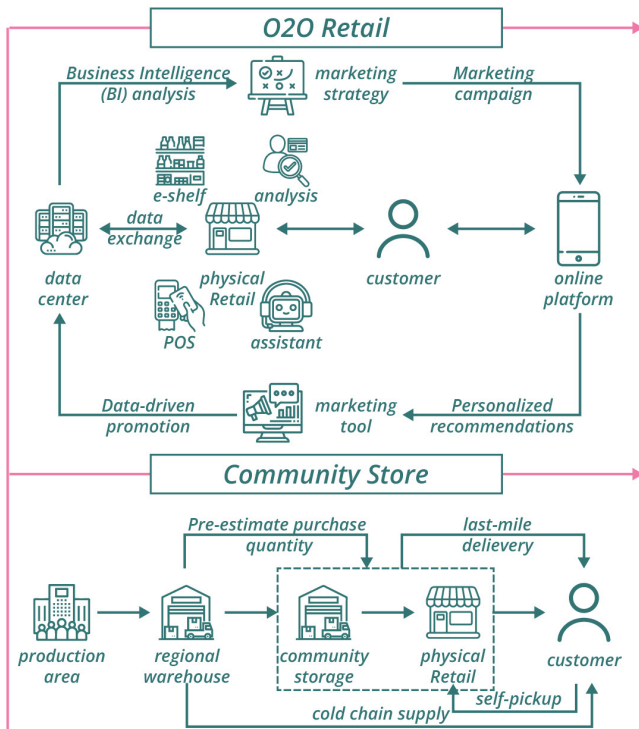 O2O Retail
Business Intelligence
(BI) analysis
marketing
strategy
Marketing
campaign
e-shelf
analysis
data
exchange
data
center
physical
Retail
customer
online
platform
POS
assistant
Data-driven
promotion
marketing
tool
Personalized
recommendations
Community Store
Pre-estimate purchase
quantity
last-mile
delievery
production
area
regional
warehouse
community
storage
physical
Retail
customer
self-pickup
cold chain supply